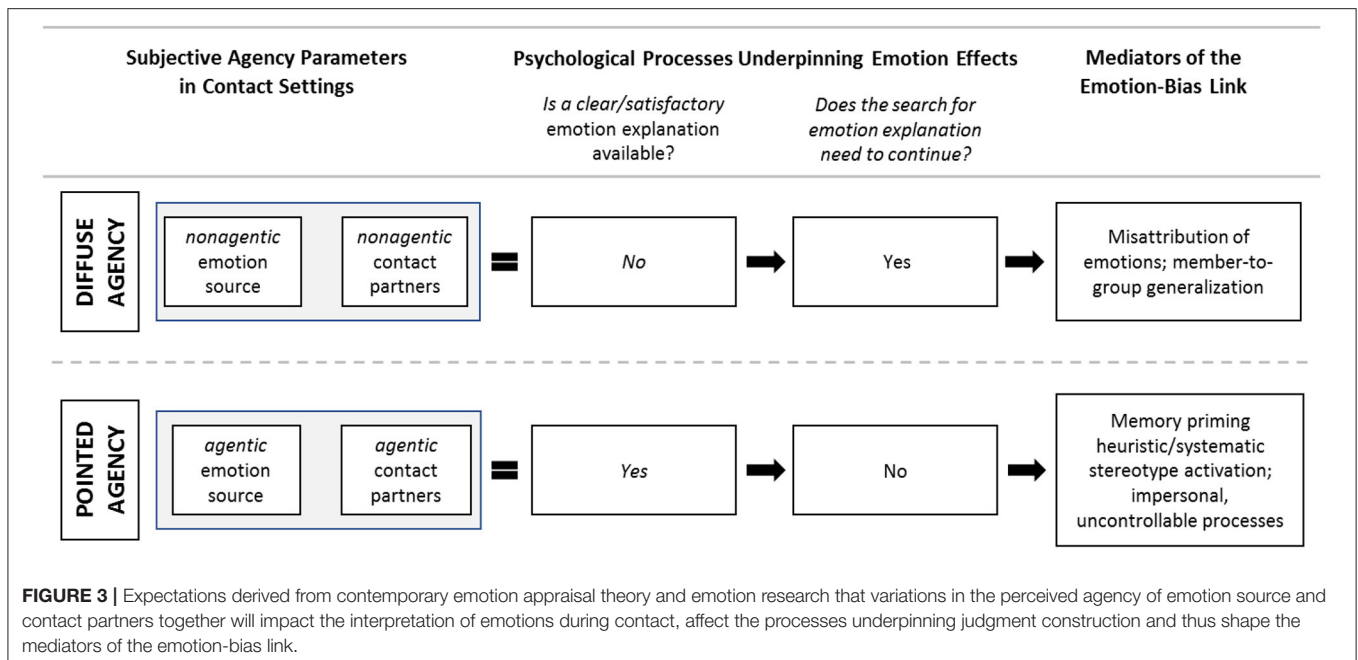 Subjective Agency Parameters
in Contact Settings
Psychological Processes Underpinning Emotion Effects
Is a clear/satisfactory
emotion explanation
available?
Does the search for
emotion explanation
need to continue?
Mediators of the
Emotion-Bias Link
DIFFUSE
AGENCY
nonagentic
emotion
source
nonagentic
contact
partners
=
No
Yes
Misattribution of
emotions; member-to-
group generalization
POINTED
AGENCY
agentic
emotion
source
agentic
contact
partners
=
Yes
No
Memory priming
heuristic/systematic
stereotype activation;
impersonal,
uncontrollable processes
FIGURE 3 | Expectations derived from contemporary emotion appraisal theory and emotion research that variations in the perceived agency of emotion source and
contact partners together will impact the interpretation of emotions during contact, affect the processes underpinning judgment construction and thus shape the
mediators of the emotion-bias link.